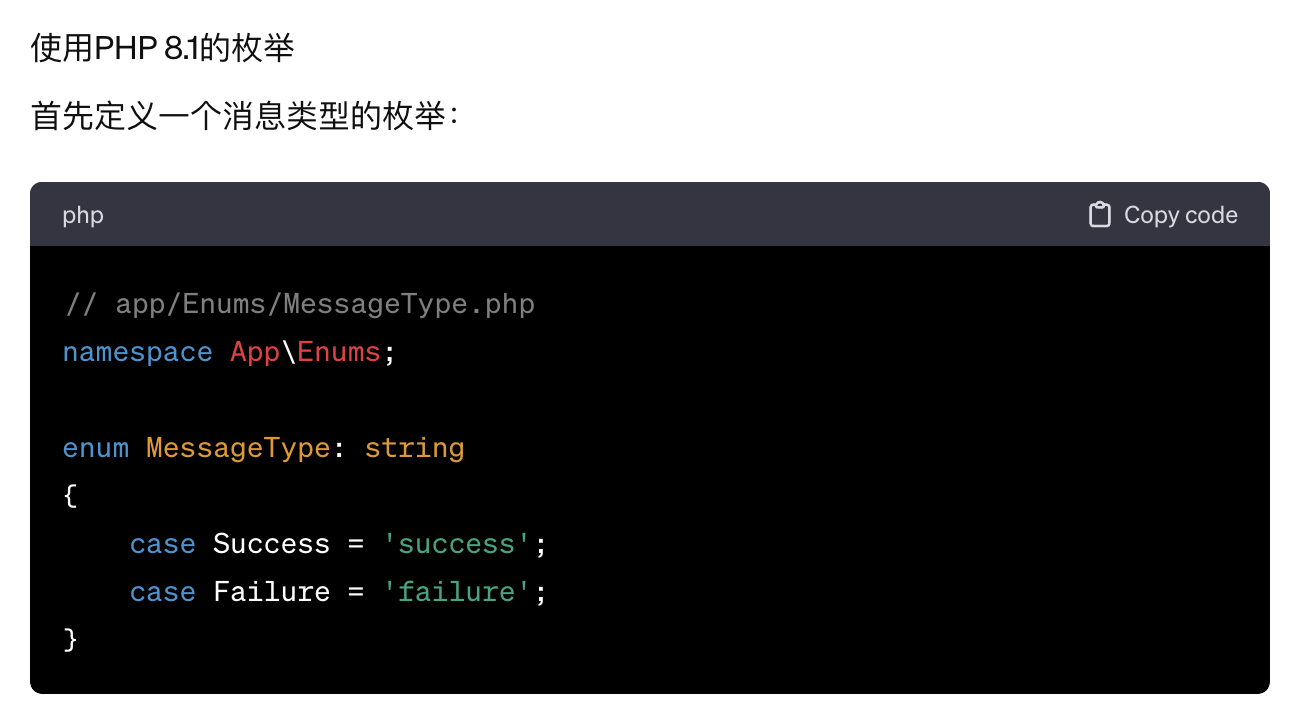 使用PHP 8.1的枚举
首先定义一个消息类型的枚举：
php
Copy code
// app/Enums/MessageType.php
namespace App\Enums;
enum MessageType: string
{
    case Success = 'success';
    case Failure = 'failure';
}